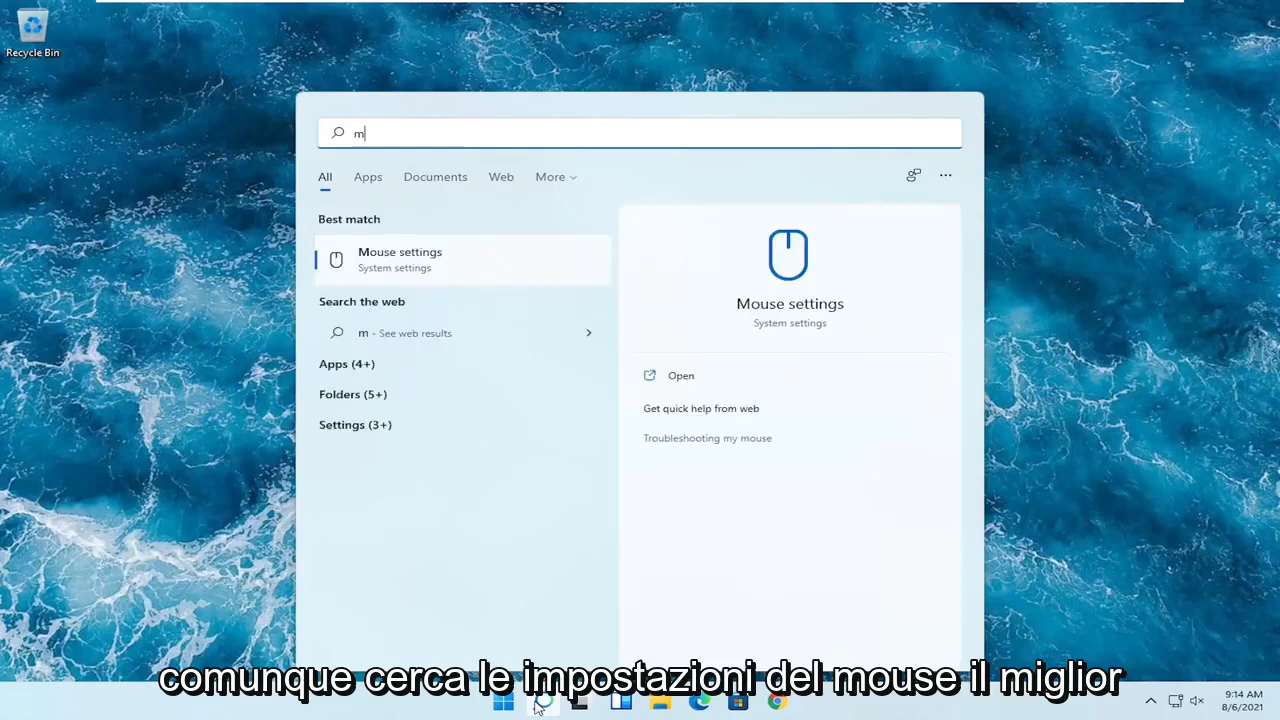 Recycle Bin
m
All Apps Documents Web More
Best match
Mouse settings
System settings
Search the web
m - See web results
Apps (4+)
Folders (5+)
Settings (3+)
Mouse settings
System settings
Open
Get quick help from web
Troubleshooting my mouse
comunque cerca le impostazioni del mouse il miglior
9:14 AM
8/6/2021